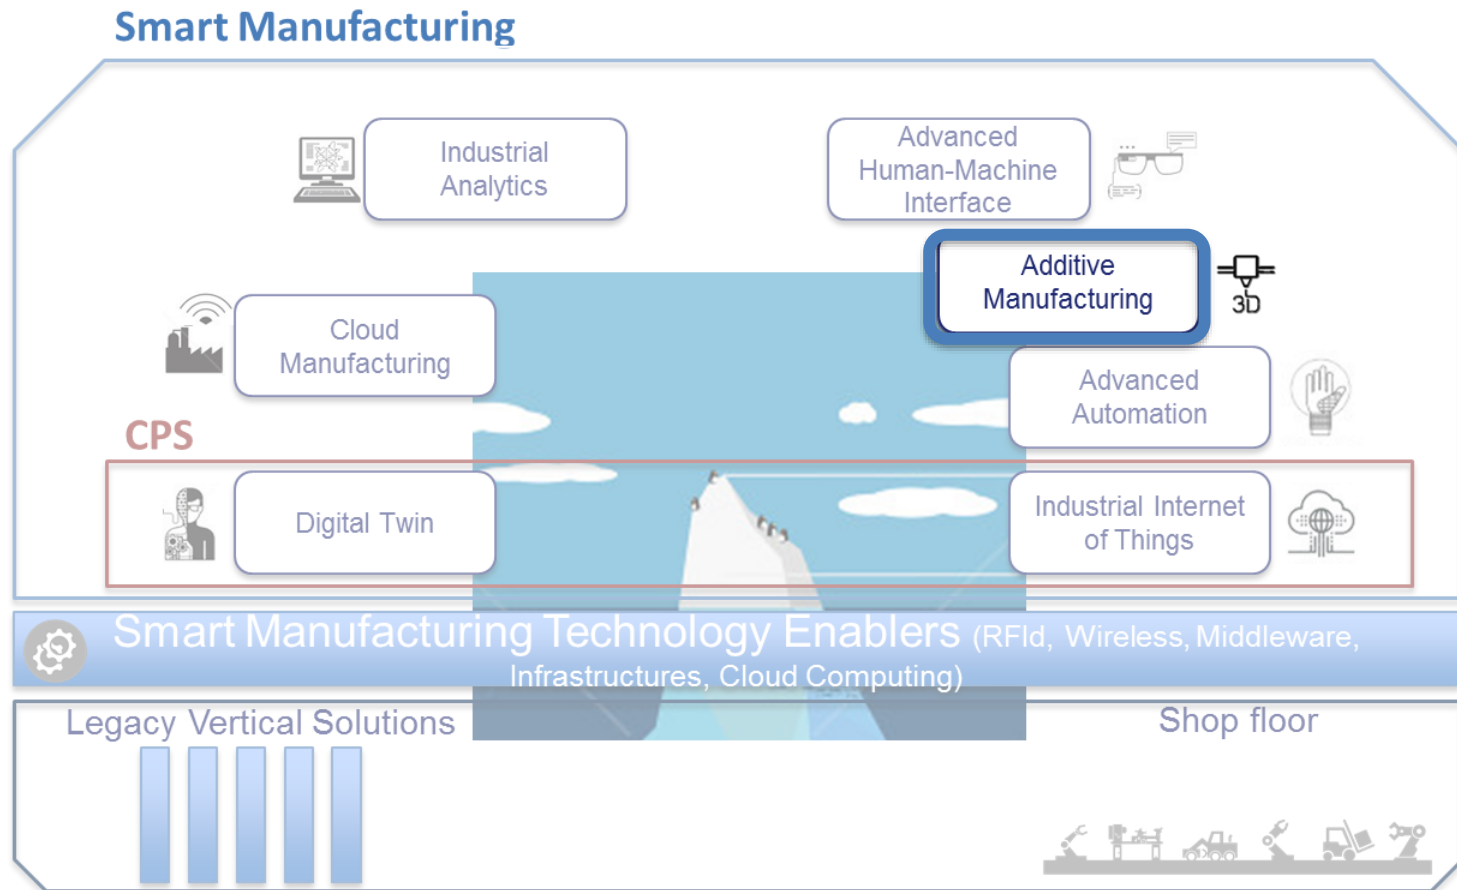 Smart Manufacturing
Industrial
Analytics
Advanced
Human-Machine
Interface
Additive
Manufacturing
3D
Cloud
Manufacturing
Advanced
Automation
CPS
Digital Twin
Industrial Internet
of Things
Smart Manufacturing Technology Enablers (RFId, Wireless, Middleware,
Infrastructures, Cloud Computing)
Legacy Vertical Solutions
Shop floor